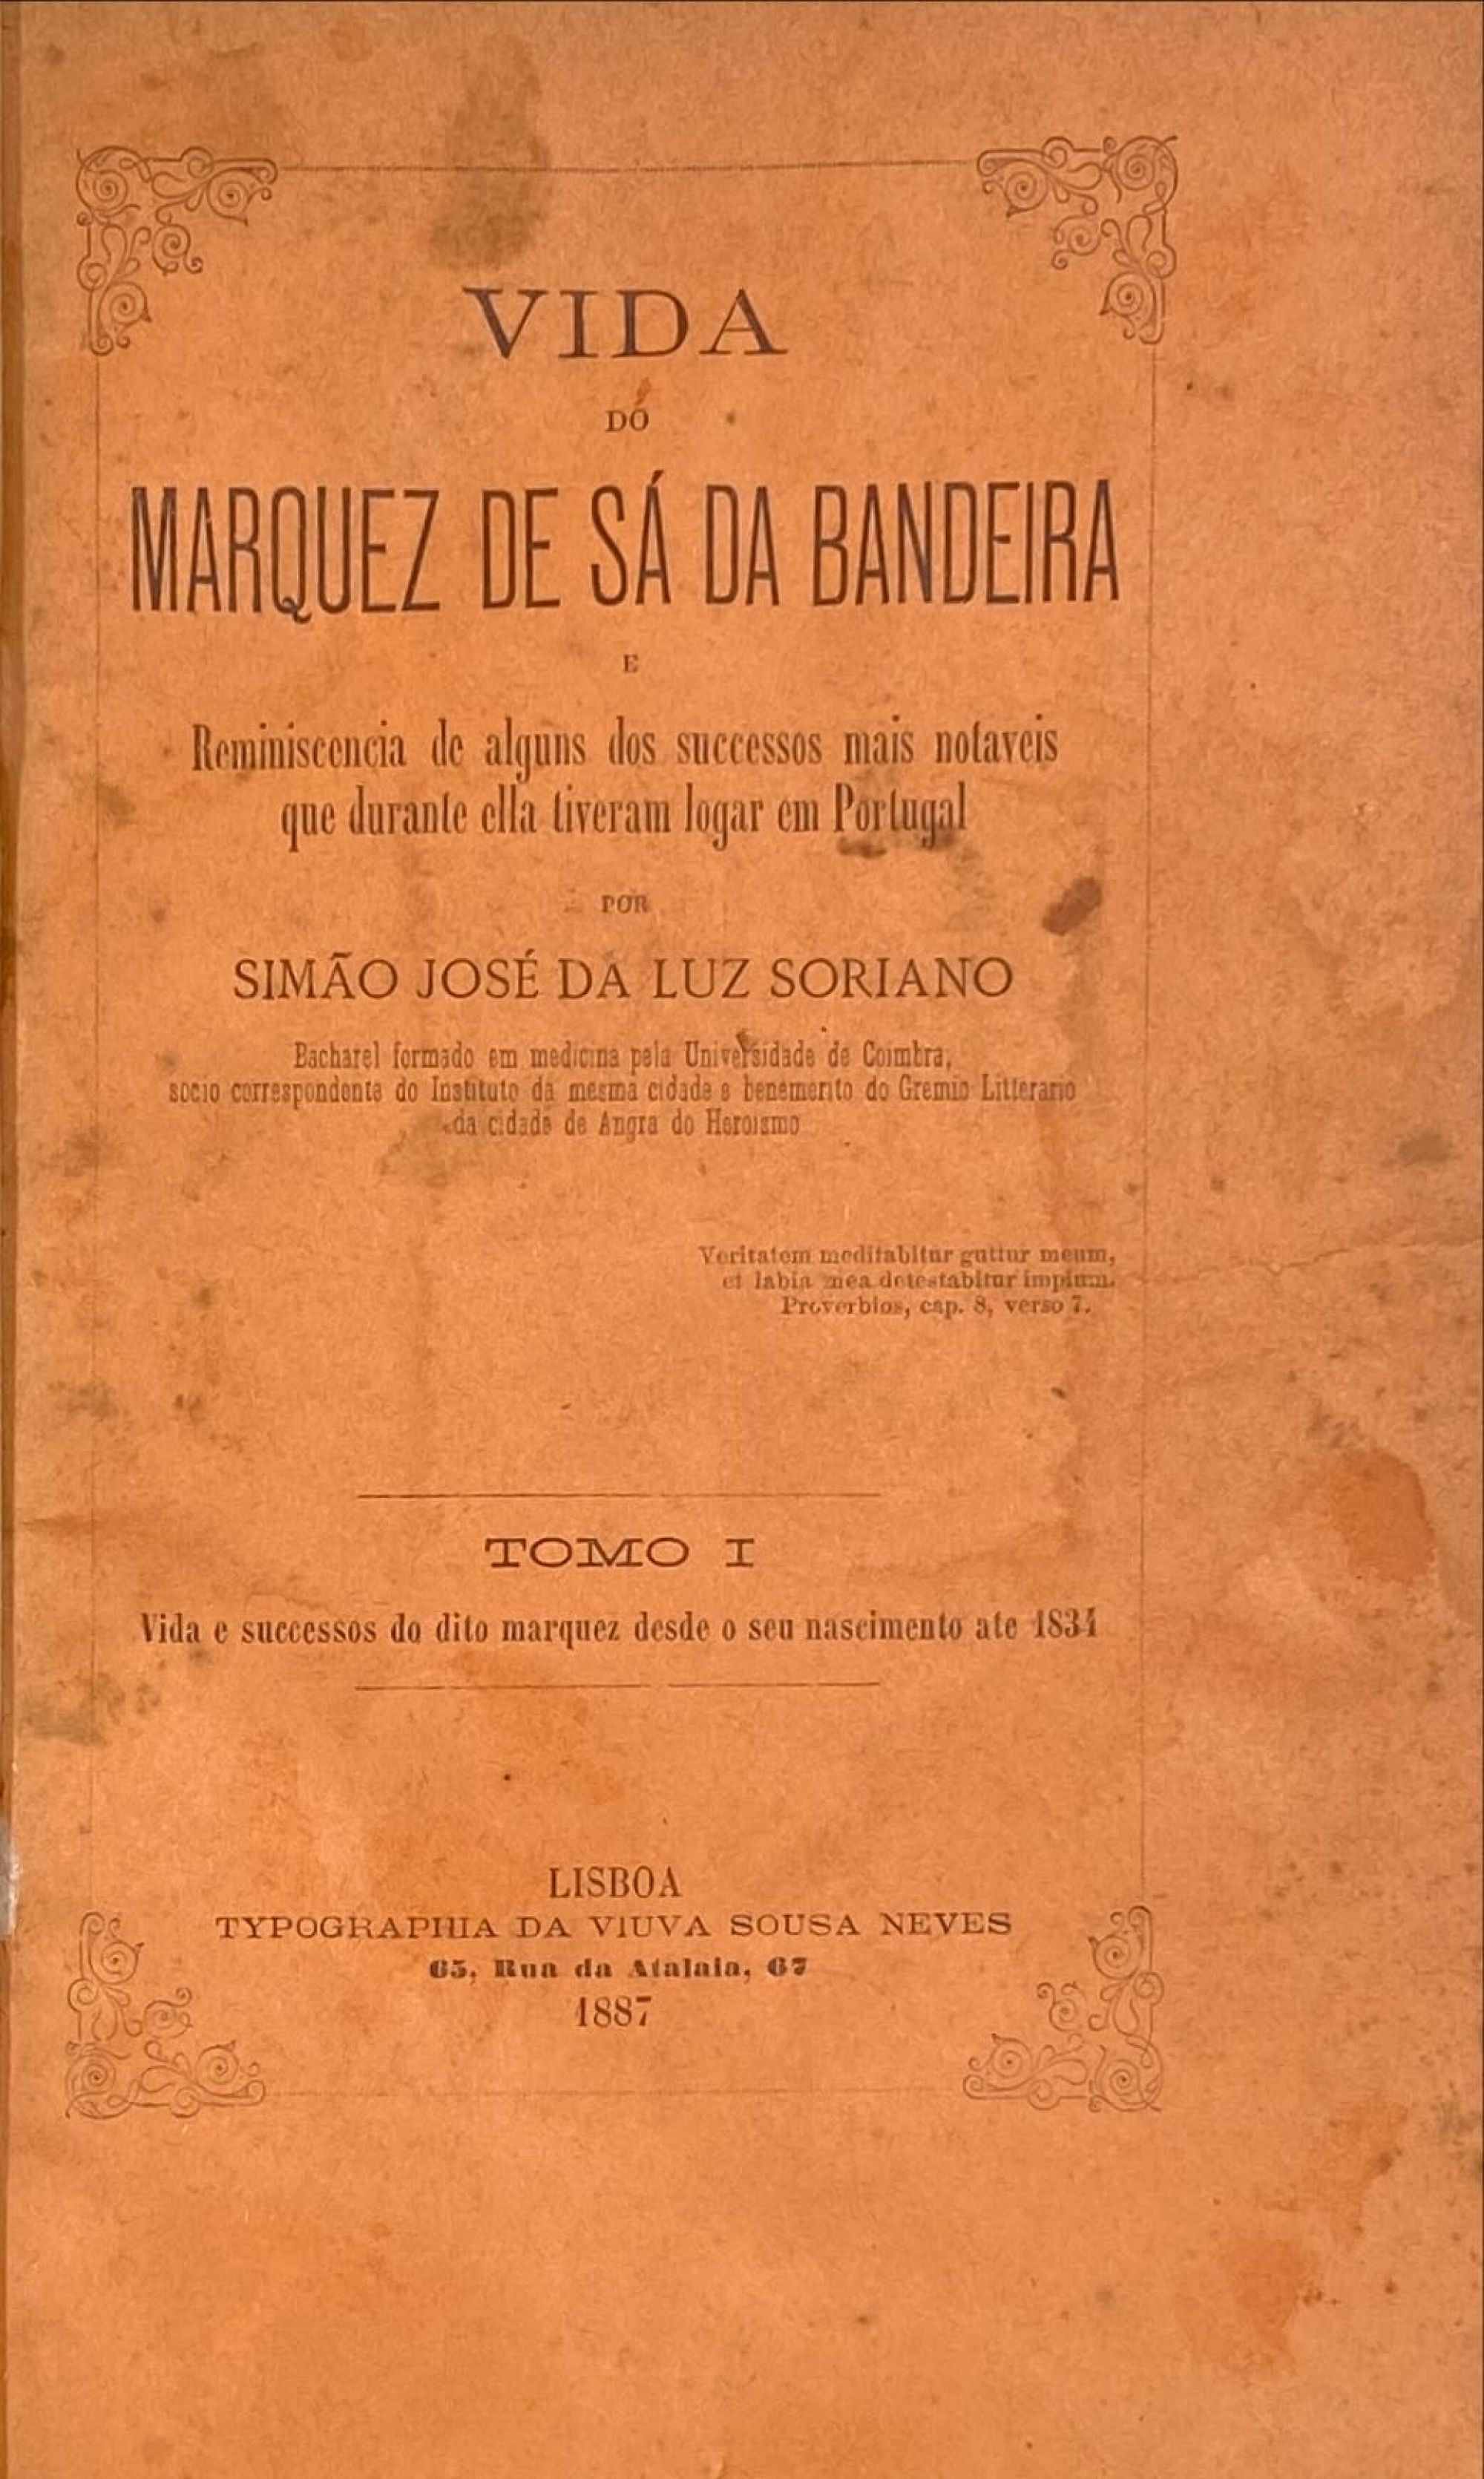 VIDA
DO
MARQUEZ DE SÁ DA BANDEIRA
E
Reminiscencia de alguns dos successos mais notaveis
que durante ella tiveram logar em Portugal
POR
SIMÃO JOSÉ DA LUZ SORIANO
Bacharel formado em medicina pela Universidade de Coimbra,
socio correspondente do Instituto da mesma cidade e benemerito do Gremio Litterario
da cidade de Angra do Heroismo
Veritatem meditabitur guttur meum,
et labia mea detestabitur impium.
Proverbios, cap. 8, verso 7.
TOMO I
Vida e successos do dito marquez desde o seu nascimento ate 1834
LISBOA
TYPOGRAPHIA DA VIUVA SOUSA NEVES
65, Rua da Atalaia, 67
1887